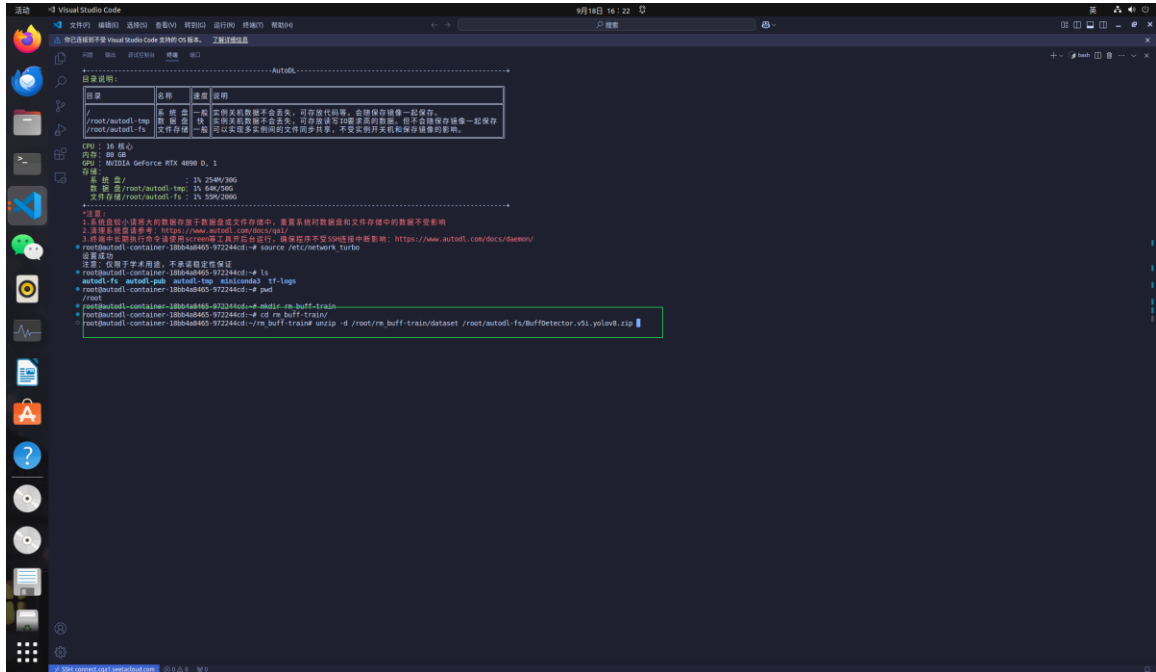 活动 Visual Studio Code 9月18日 16：22 英
文件(F) 编辑(E) 选择(S) 查看(V) 转到(G) 运行(R) 终端(T) 帮助(H) 搜索
你已连接到不受 Visual Studio Code 支持的 OS 版本。 了解详细信息
问题 输出 调试控制台 终端 端口 bash
+--------------------------------------------------AutoDL--------------------------------------------------+
目录说明:
目录 名称 速度 说明
/ 系 统 盘 一般 实例关机数据不会丢失，可存放代码等。会随保存镜像一起保存。
/root/autodl-tmp 数 据 盘 快 实例关机数据不会丢失，可存放读写IO要求高的数据。但不会随保存镜像一起保存
/root/autodl-fs 文件存储 一般 可以实现多实例间的文件同步共享，不受实例开关机和保存镜像的影响。
CPU ：16 核心
内存：80 GB
GPU ：NVIDIA GeForce RTX 4090 D, 1
存储：
系 统 盘/ ：1% 254M/30G
数 据 盘/root/autodl-tmp：1% 64K/50G
文件存储/root/autodl-fs ：1% 55M/200G
+----------------------------------------------------------------------------------------------------+
*注意:
1.系统盘较小请将大的数据存放于数据盘或文件存储中，重置系统时数据盘和文件存储中的数据不受影响
2.清理系统盘请参考：https://www.autodl.com/docs/qa1/
3.终端中长期执行命令请使用screen等工具开后台运行，确保程序不受SSH连接中断影响：https://www.autodl.com/docs/daemon/
root@autodl-container-18bb4a8465-972244cd:~# source /etc/network_turbo
设置成功
注意：仅限于学术用途，不承诺稳定性保证
root@autodl-container-18bb4a8465-972244cd:~# ls
autodl-fs autodl-pub autodl-tmp miniconda3 tf-logs
root@autodl-container-18bb4a8465-972244cd:~# pwd
/root
root@autodl-container-18bb4a8465-972244cd:~# mkdir rm_buff-train
root@autodl-container-18bb4a8465-972244cd:~# cd rm_buff-train/
root@autodl-container-18bb4a8465-972244cd:~/rm_buff-train# unzip -d /root/rm_buff-train/dataset /root/autodl-fs/BuffDetector.v5i.yolov8.zip
SSH: connect.cqa1.seetacloud.com 0 0 0